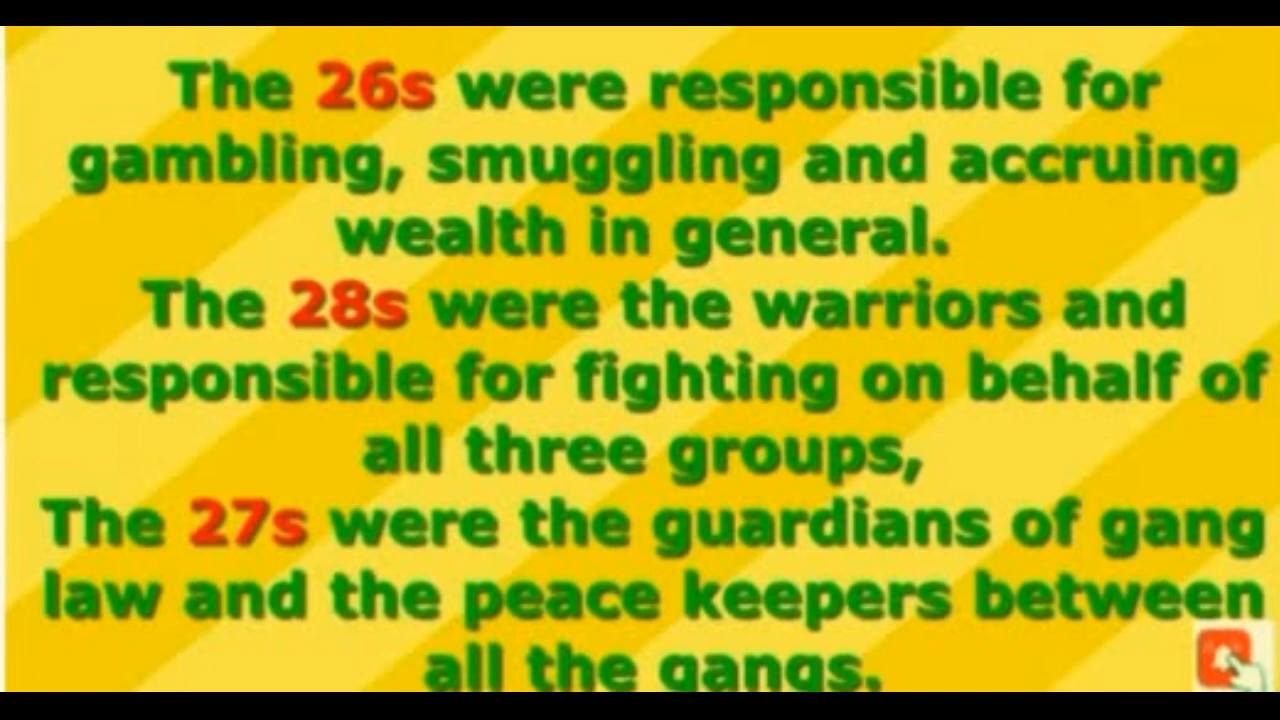 The 26s were responsible for
gambling, smuggling and accruing
wealth in general.
The 28s were the warriors and
responsible for fighting on behalf of
all three groups,
The 27s were the guardians of gang
law and the peace keepers between
all the gangs.